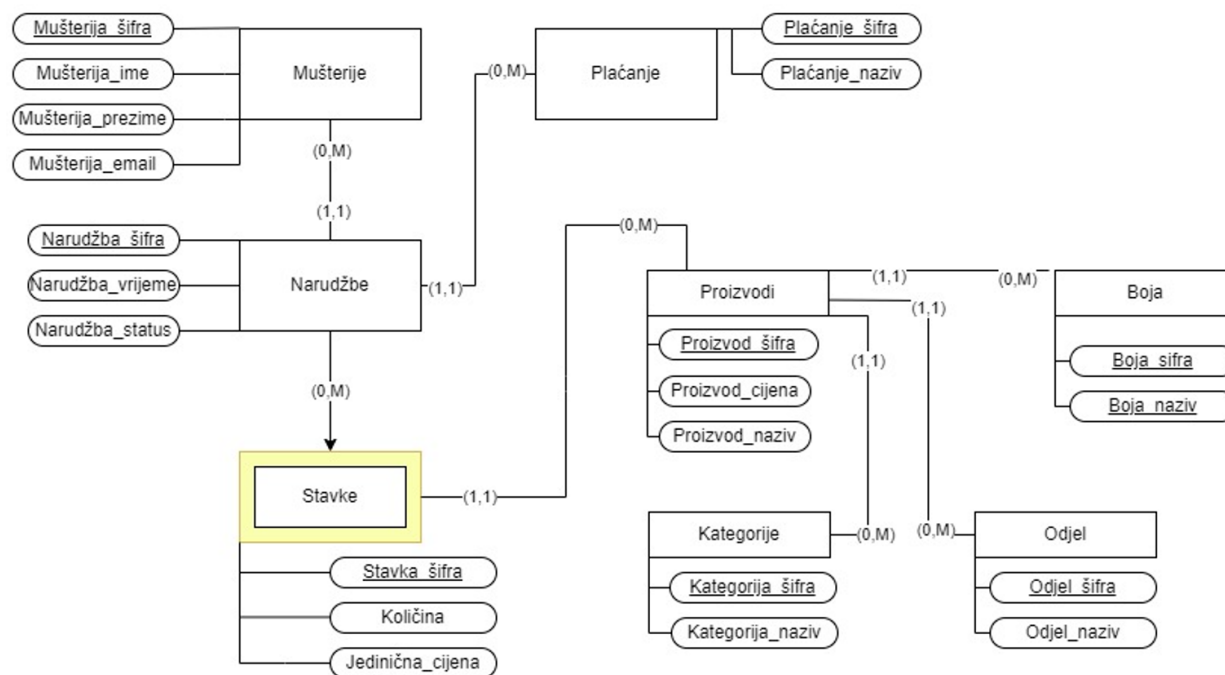 Mušterija_šifra
Mušterija_ime
Mušterija_prezime
Mušterija_email
Mušterije
(0,M)
(1,1)
Plaćanje
(0,M)
Plaćanje_šifra
Plaćanje_naziv
Narudžba_šifra
Narudžba_vrijeme
Narudžba_status
Narudžbe
(1,1)
(0,M)
Stavke
(1,1)
(0,M)
Stavka_šifra
Količina
Jedinična_cijena
Proizvodi
(1,1)
(0,M)
(1,1)
(1,1)
Proizvod_šifra
Proizvod_cijena
Proizvod_naziv
Boja
Boja_sifra
Boja_naziv
Kategorije
(0,M)
Kategorija_šifra
Kategorija_naziv
(0,M)
Odjel
Odjel_šifra
Odjel_naziv